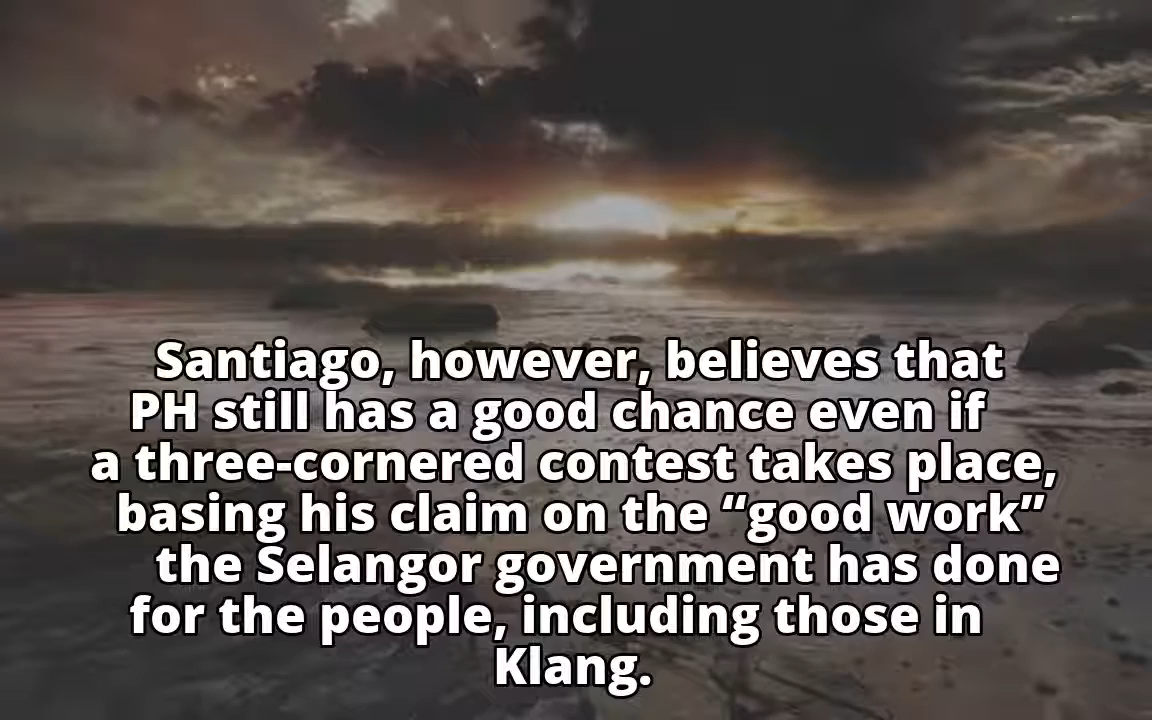 Santiago, however, believes that
PH still has a good chance even if
a three-cornered contest takes place,
basing his claim on the “good work”
the Selangor government has done
for the people, including those in
Klang.